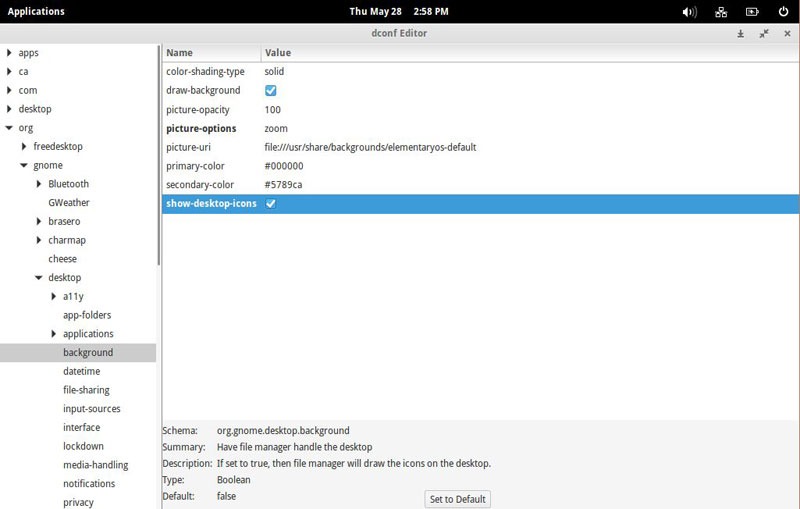 Applications
Thu May 28 2:58 PM
dconf Editor
apps
ca
com
desktop
org
freedesktop
gnome
Bluetooth
GWeather
brasero
charmap
cheese
desktop
a11y
app-folders
applications
background
datetime
file-sharing
input-sources
interface
lockdown
media-handling
notifications
privacy
Name Value
color-shading-type solid
draw-background
picture-opacity 100
picture-options zoom
picture-uri file:///usr/share/backgrounds/elementaryos-default
primary-color #000000
secondary-color #5789ca
show-desktop-icons
Schema: org.gnome.desktop.background
Summary: Have file manager handle the desktop
Description: If set to true, then file manager will draw the icons on the desktop.
Type: Boolean
Default: false
Set to Default